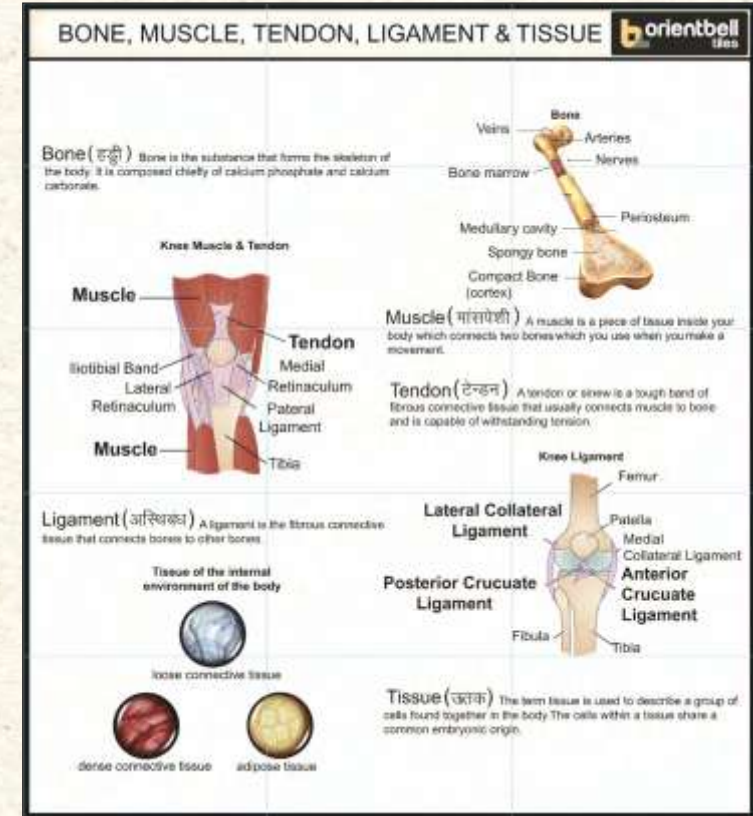 BONE, MUSCLE, TENDON, LIGAMENT & TISSUE
orientbell
tiles
Bone (हड्डी) Bone is the substance that forms the skeleton of
the body. It is composed chiefly of calcium phosphate and calcium
carbonate.
Bone
Veins
Arteries
Nerves
Bone marrow
Periosteum
Medullary cavity
Spongy bone
Compact Bone
(cortex)
Knee Muscle & Tendon
Muscle
Tendon
Iliotibial Band
Medial
Retinaculum
Lateral
Retinaculum
Pateral
Ligament
Muscle
Tibia
Muscle (मांसपेशी) A muscle is a piece of tissue inside your
body which connects two bones which you use when you make a
movement.
Tendon (टेन्डन) A tendon or sinew is a tough band of
fibrous connective tissue that usually connects muscle to bone
and is capable of withstanding tension.
Ligament (अस्थिबंध) A ligament is the fibrous connective
tissue that connects bones to other bones
Knee Ligament
Femur
Lateral Collateral
Ligament
Patella
Medial
Collateral Ligament
Posterior Crucuate
Ligament
Anterior
Crucuate
Ligament
Fibula
Tibia
Tissue of the internal
environment of the body
loose connective tissue
dense connective tissue
adipose tissue
Tissue (ऊतक) The term tissue is used to describe a group of
cells found together in the body The cells within a tissue share a
common embryonic origin.